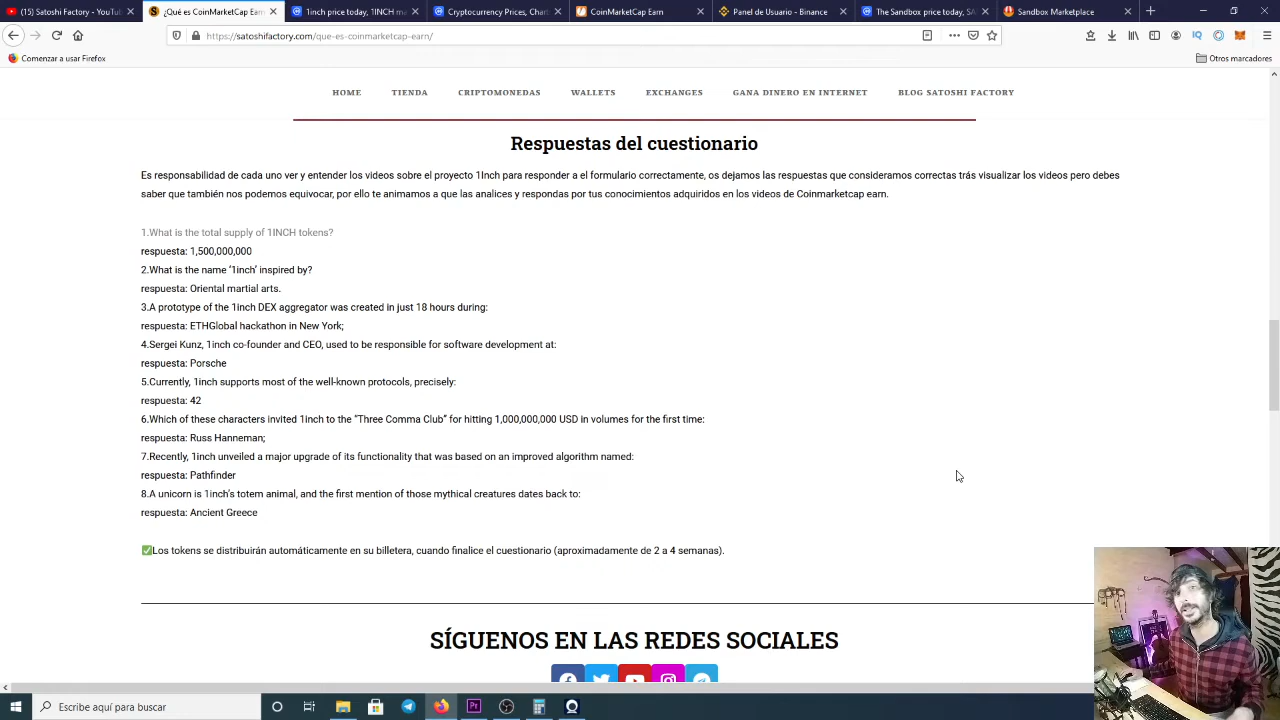 (15) Satoshi Factory - YouTu
¿Qué es CoinMarketCap Earn
1inch price today, 1INCH ma
Cryptocurrency Prices, Chart
CoinMarketCap Earn
Panel de Usuario - Binance
The Sandbox price today, SA
Sandbox Marketplace
https://satoshifactory.com/que-es-coinmarketcap-earn/
Comenzar a usar Firefox
Otros marcadores
HOME TIENDA CRIPTOMONEDAS WALLETS EXCHANGES GANA DINERO EN INTERNET BLOG SATOSHI FACTORY
Respuestas del cuestionario
Es responsabilidad de cada uno ver y entender los videos sobre el proyecto 1Inch para responder a el formulario correctamente, os dejamos las respuestas que consideramos correctas trás visualizar los videos pero debes
saber que también nos podemos equivocar, por ello te animamos a que las analices y respondas por tus conocimientos adquiridos en los videos de Coinmarketcap earn.
1.What is the total supply of 1INCH tokens?
respuesta: 1,500,000,000
2.What is the name ‘1inch’ inspired by?
respuesta: Oriental martial arts.
3.A prototype of the 1inch DEX aggregator was created in just 18 hours during:
respuesta: ETHGlobal hackathon in New York;
4.Sergei Kunz, 1inch co-founder and CEO, used to be responsible for software development at:
respuesta: Porsche
5.Currently, 1inch supports most of the well-known protocols, precisely:
respuesta: 42
6.Which of these characters invited 1inch to the “Three Comma Club” for hitting 1,000,000,000 USD in volumes for the first time:
respuesta: Russ Hanneman;
7.Recently, 1inch unveiled a major upgrade of its functionality that was based on an improved algorithm named:
respuesta: Pathfinder
8.A unicorn is 1inch’s totem animal, and the first mention of those mythical creatures dates back to:
respuesta: Ancient Greece
✅Los tokens se distribuirán automáticamente en su billetera, cuando finalice el cuestionario (aproximadamente de 2 a 4 semanas).
SÍGUENOS EN LAS REDES SOCIALES
Escribe aquí para buscar
Pr